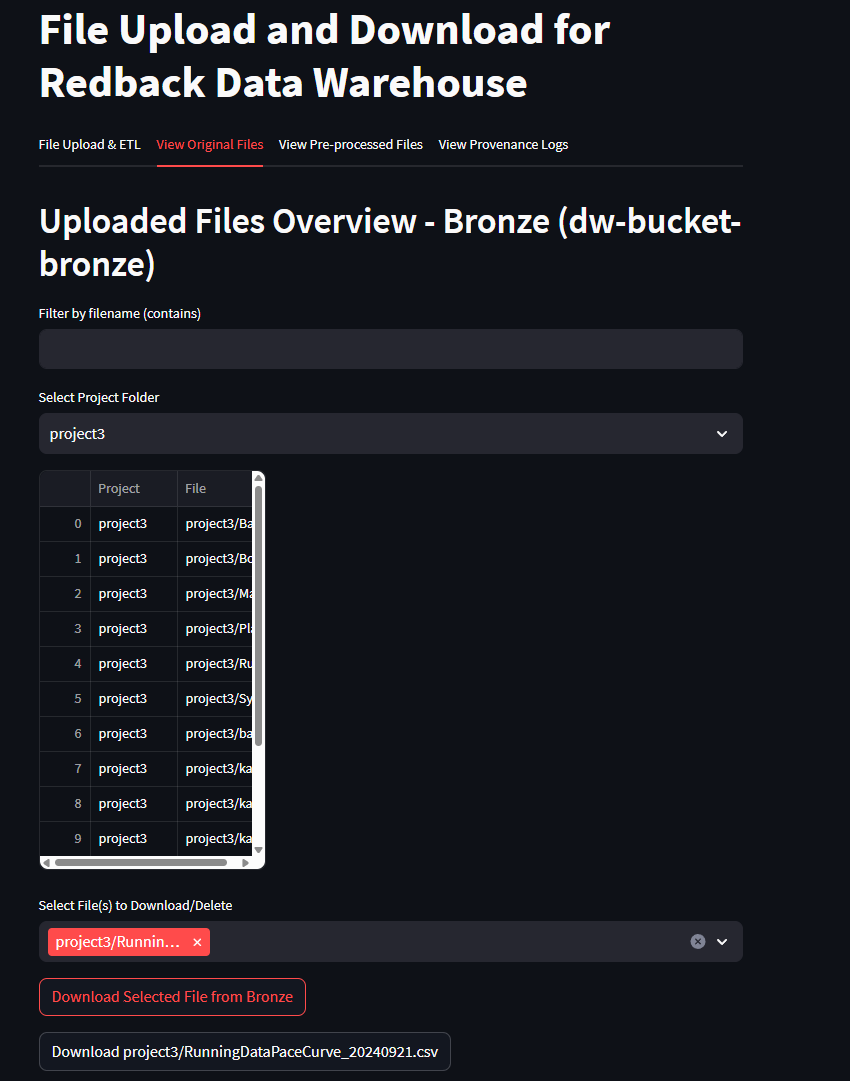 File Upload and Download for
Redback Data Warehouse
File Upload & ETL View Original Files View Pre-processed Files View Provenance Logs
Uploaded Files Overview - Bronze (dw-bucket-
bronze)
Filter by filename (contains)
Select Project Folder
project3
Project File
0 project3 project3/Ba
1 project3 project3/Bo
2 project3 project3/Ma
3 project3 project3/Pla
4 project3 project3/Ru
5 project3 project3/Sy
6 project3 project3/ba
7 project3 project3/ka
8 project3 project3/ka
9 project3 project3/ka
Select File(s) to Download/Delete
project3/Runnin... ×
Download Selected File from Bronze
Download project3/RunningDataPaceCurve_20240921.csv